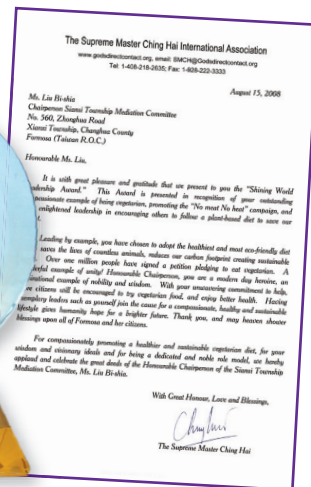 The Supreme Master Ching Hai International Association
www.godsdirectcontact.org, email: SMCH@Godsdirectcontact.org
Tel: 1-408-218-2635; Fax: 1-928-222-3333
August 15, 2008
Ms. Liu Bi-shia
Chairperson Sianxi Township Mediation Committee
No. 560, Zhonghua Road
Xianxi Township, Changhua County
Formosa (Taiwan R.O.C.)
Honourable Ms. Liu,
It is with great pleasure and gratitude that we present to you the "Shining World
Leadership Award." This Award is presented in recognition of your outstanding
passionate example of being vegetarian, promoting the "No meat No heat" campaign, and
enlightened leadership in encouraging others to follow a plant-based diet to save our
Leading by example, you have chosen to adopt the healthiest and most eco-friendly diet
saves the lives of countless animals, reduces our carbon footprint creating sustainable
Over one million people have signed a petition pledging to eat vegetarian. A
example of unity! Honourable Chairperson, you are a modern day heroine, an
example of nobility and wisdom. With your unwavering commitment to help,
citizens will be encouraged to try vegetarian food, and enjoy better health. Having
exemplary leaders such as yourself join the cause for a compassionate, healthy and sustainable
lifestyle gives humanity hope for a brighter future. Thank you, and may heaven shower
blessings upon all of Formosa and her citizens.
For compassionately promoting a healthier and sustainable vegetarian diet, for your
wisdom and visionary ideals and for being a dedicated and noble role model, we hereby
applaud and celebrate the great deeds of the Honourable Chairperson of the Sianxi Township
Mediation Committee, Ms. Liu Bi-shia.
With Great Honour, Love and Blessings,
The Supreme Master Ching Hai